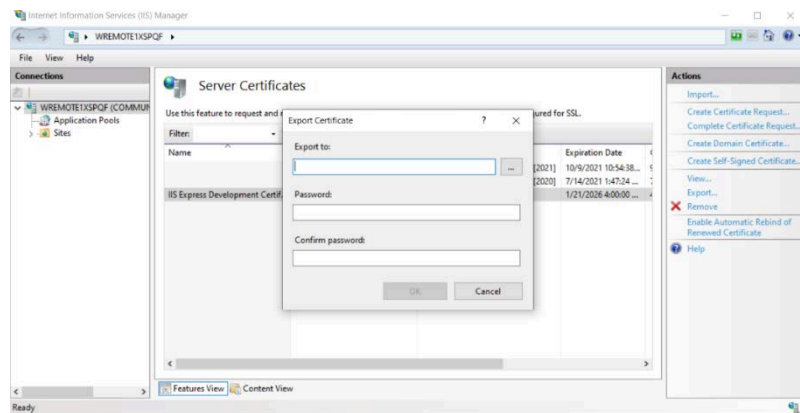 Internet Information Services (IIS) Manager
WREMOTE1XSPQF
File View Help
Connections
WREMOTE1XSPQF (COMMUN
Application Pools
Sites
Server Certificates
Use this feature to request and
jured for SSL.
Filter:
Name
Expiration Date
[2021] 10/9/2021 10:54:38...
[2020] 7/14/2021 1:47:24 ...
IIS Express Development Certif.
1/21/2026 4:00:00 ...
Export Certificate ?
Export to:
...
Password:
Confirm password:
OK Cancel
Features View Content View
Ready
Actions
Import...
Create Certificate Request...
Complete Certificate Request...
Create Domain Certificate...
Create Self-Signed Certificate...
View...
Export...
Remove
Enable Automatic Rebind of
Renewed Certificate
Help